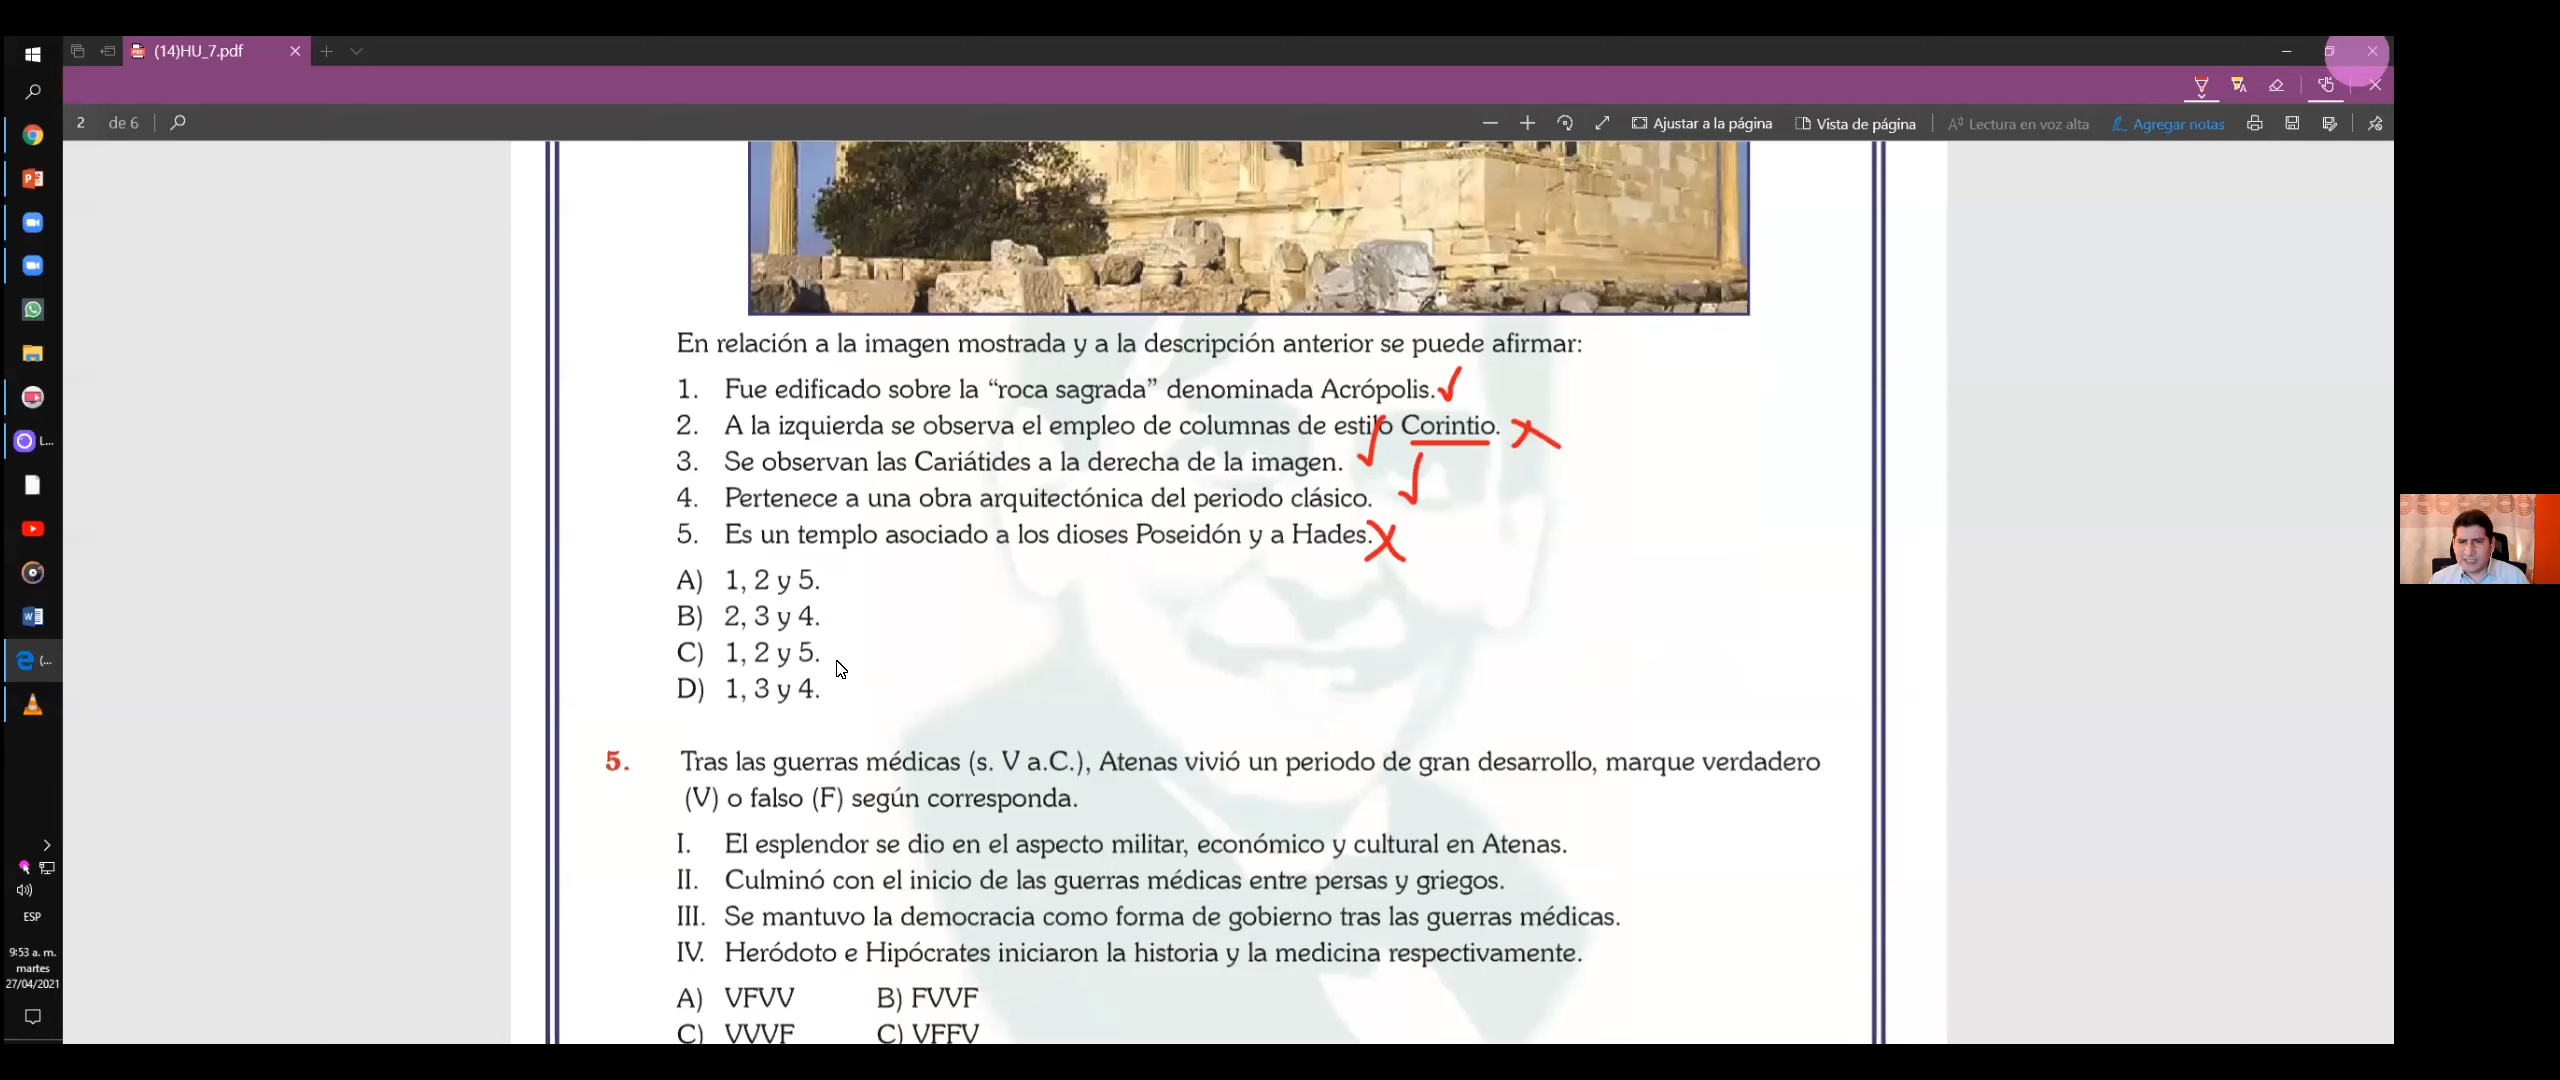 (14)HU_7.pdf
2 de 6
Ajustar a la página
Vista de página
Lectura en voz alta
Agregar notas
En relación a la imagen mostrada y a la descripción anterior se puede afirmar:
1. Fue edificado sobre la “roca sagrada” denominada Acrópolis.
2. A la izquierda se observa el empleo de columnas de estilo Corintio.
3. Se observan las Cariátides a la derecha de la imagen.
4. Pertenece a una obra arquitectónica del periodo clásico.
5. Es un templo asociado a los dioses Poseidón y a Hades.
A) 1, 2 y 5.
B) 2, 3 y 4.
C) 1, 2 y 5.
D) 1, 3 y 4.
5. Tras las guerras médicas (s. V a.C.), Atenas vivió un periodo de gran desarrollo, marque verdadero
(V) o falso (F) según corresponda.
I. El esplendor se dio en el aspecto militar, económico y cultural en Atenas.
II. Culminó con el inicio de las guerras médicas entre persas y griegos.
III. Se mantuvo la democracia como forma de gobierno tras las guerras médicas.
IV. Heródoto e Hipócrates iniciaron la historia y la medicina respectivamente.
A) VFVV B) FVVF
C) VVVF C) VFFV
L...
(...
ESP
9:53 a. m.
martes
27/04/2021